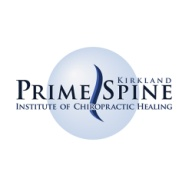 KIRKLAND
PRIME SPINE
INSTITUTE OF CHIROPRACTIC HEALING